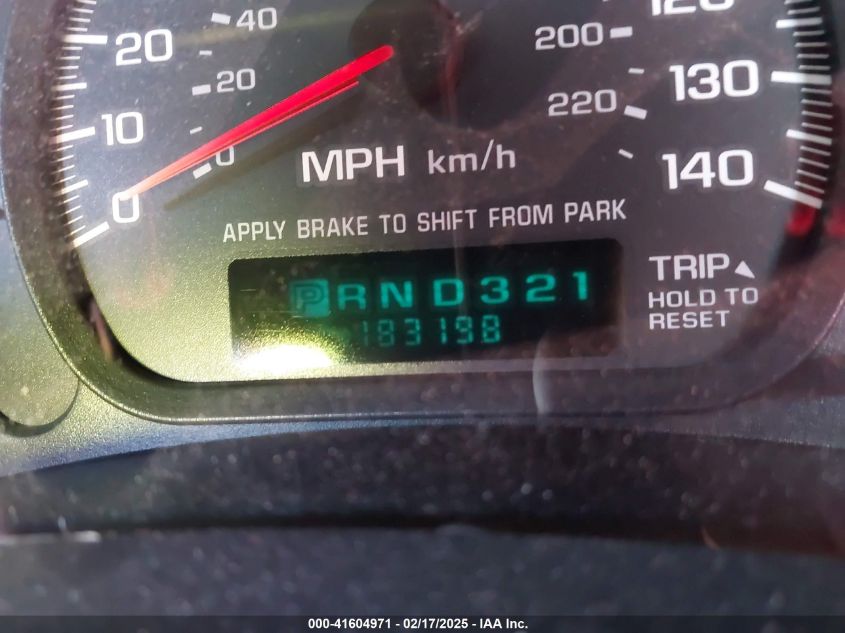 120
40
20
200
130
20
220
10
0
MPH km/h
140
0
APPLY BRAKE TO SHIFT FROM PARK
TRIP
HOLD TO
RESET
PRND321
183198
000-41604971 - 02/17/2025 - IAA Inc.